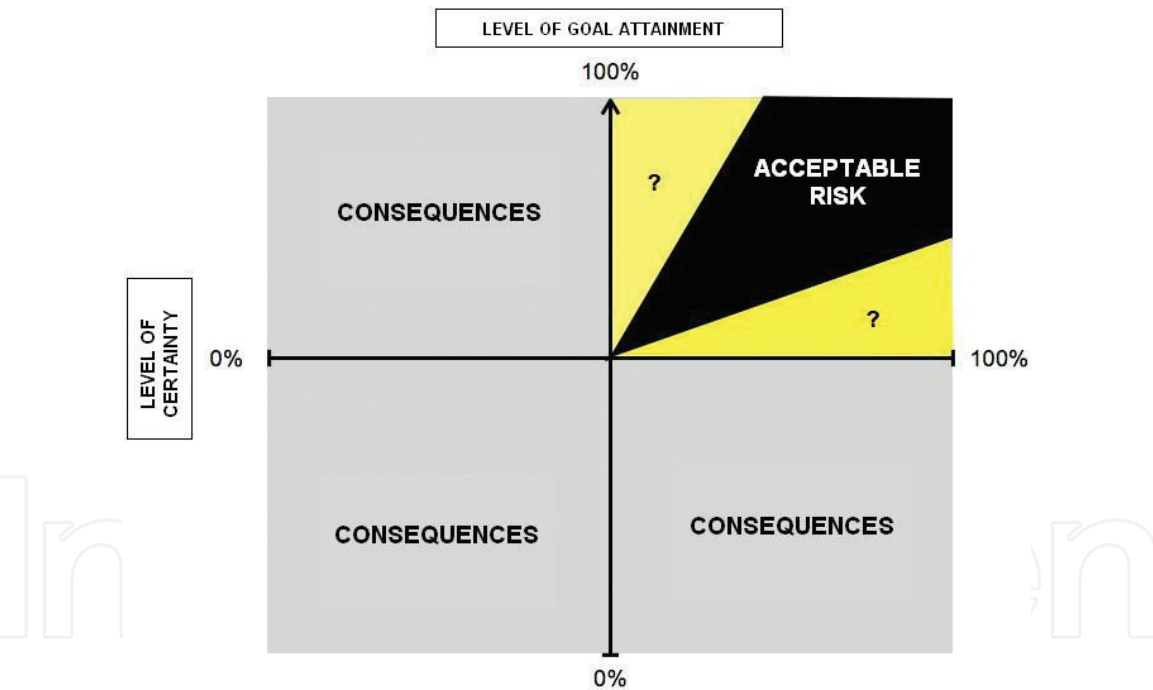 LEVEL OF GOAL ATTAINMENT
100%
?
ACCEPTABLE
RISK
CONSEQUENCES
?
LEVEL OF
CERTAINTY
0%
100%
CONSEQUENCES
CONSEQUENCES
0%